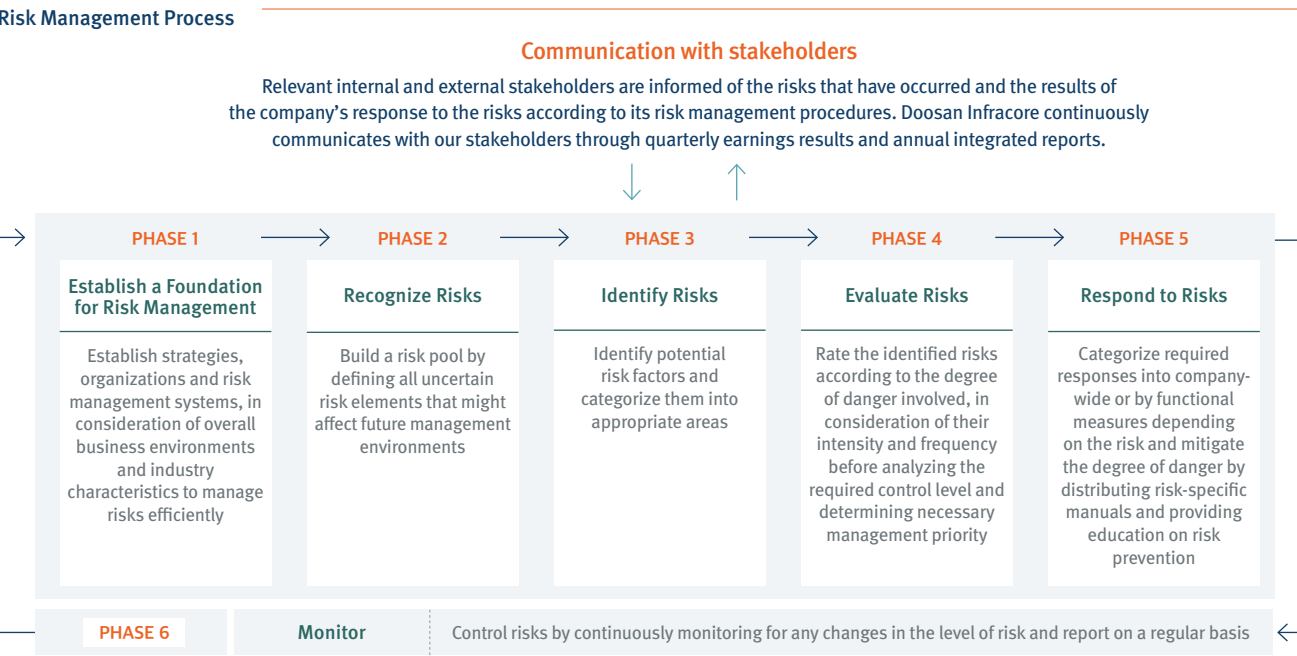 Risk Management Process
Communication with stakeholders
Relevant internal and external stakeholders are informed of the risks that have occurred and the results of
the company's response to the risks according to its risk management procedures. Doosan Infracore continuously
communicates with our stakeholders through quarterly earnings results and annual integrated reports.
PHASE 1
Establish a Foundation
for Risk Management
Establish strategies,
organizations and risk
management systems, in
consideration of overall
business environments
and industry
characteristics to manage
risks efficiently
PHASE 2
Recognize Risks
Build a risk pool by
defining all uncertain
risk elements that might
affect future management
environments
PHASE 3
Identify Risks
Identify potential
risk factors and
categorize them into
appropriate areas
PHASE 4
Evaluate Risks
Rate the identified risks
according to the degree
of danger involved, in
consideration of their
intensity and frequency
before analyzing the
required control level and
determining necessary
management priority
PHASE 5
Respond to Risks
Categorize required
responses into company-
wide or by functional
measures depending
on the risk and mitigate
the degree of danger by
distributing risk-specific
manuals and providing
education on risk
prevention
PHASE 6
Monitor
Control risks by continuously monitoring for any changes in the level of risk and report on a regular basis